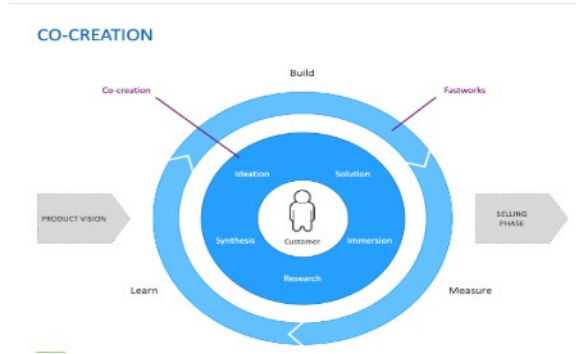 CO-CREATION
Build
Co-creation
Fastworks
Ideation
Solution
PRODUCT VISION
SELLING
PHASE
Synthesis
Customer
Immersion
Research
Learn
Measure